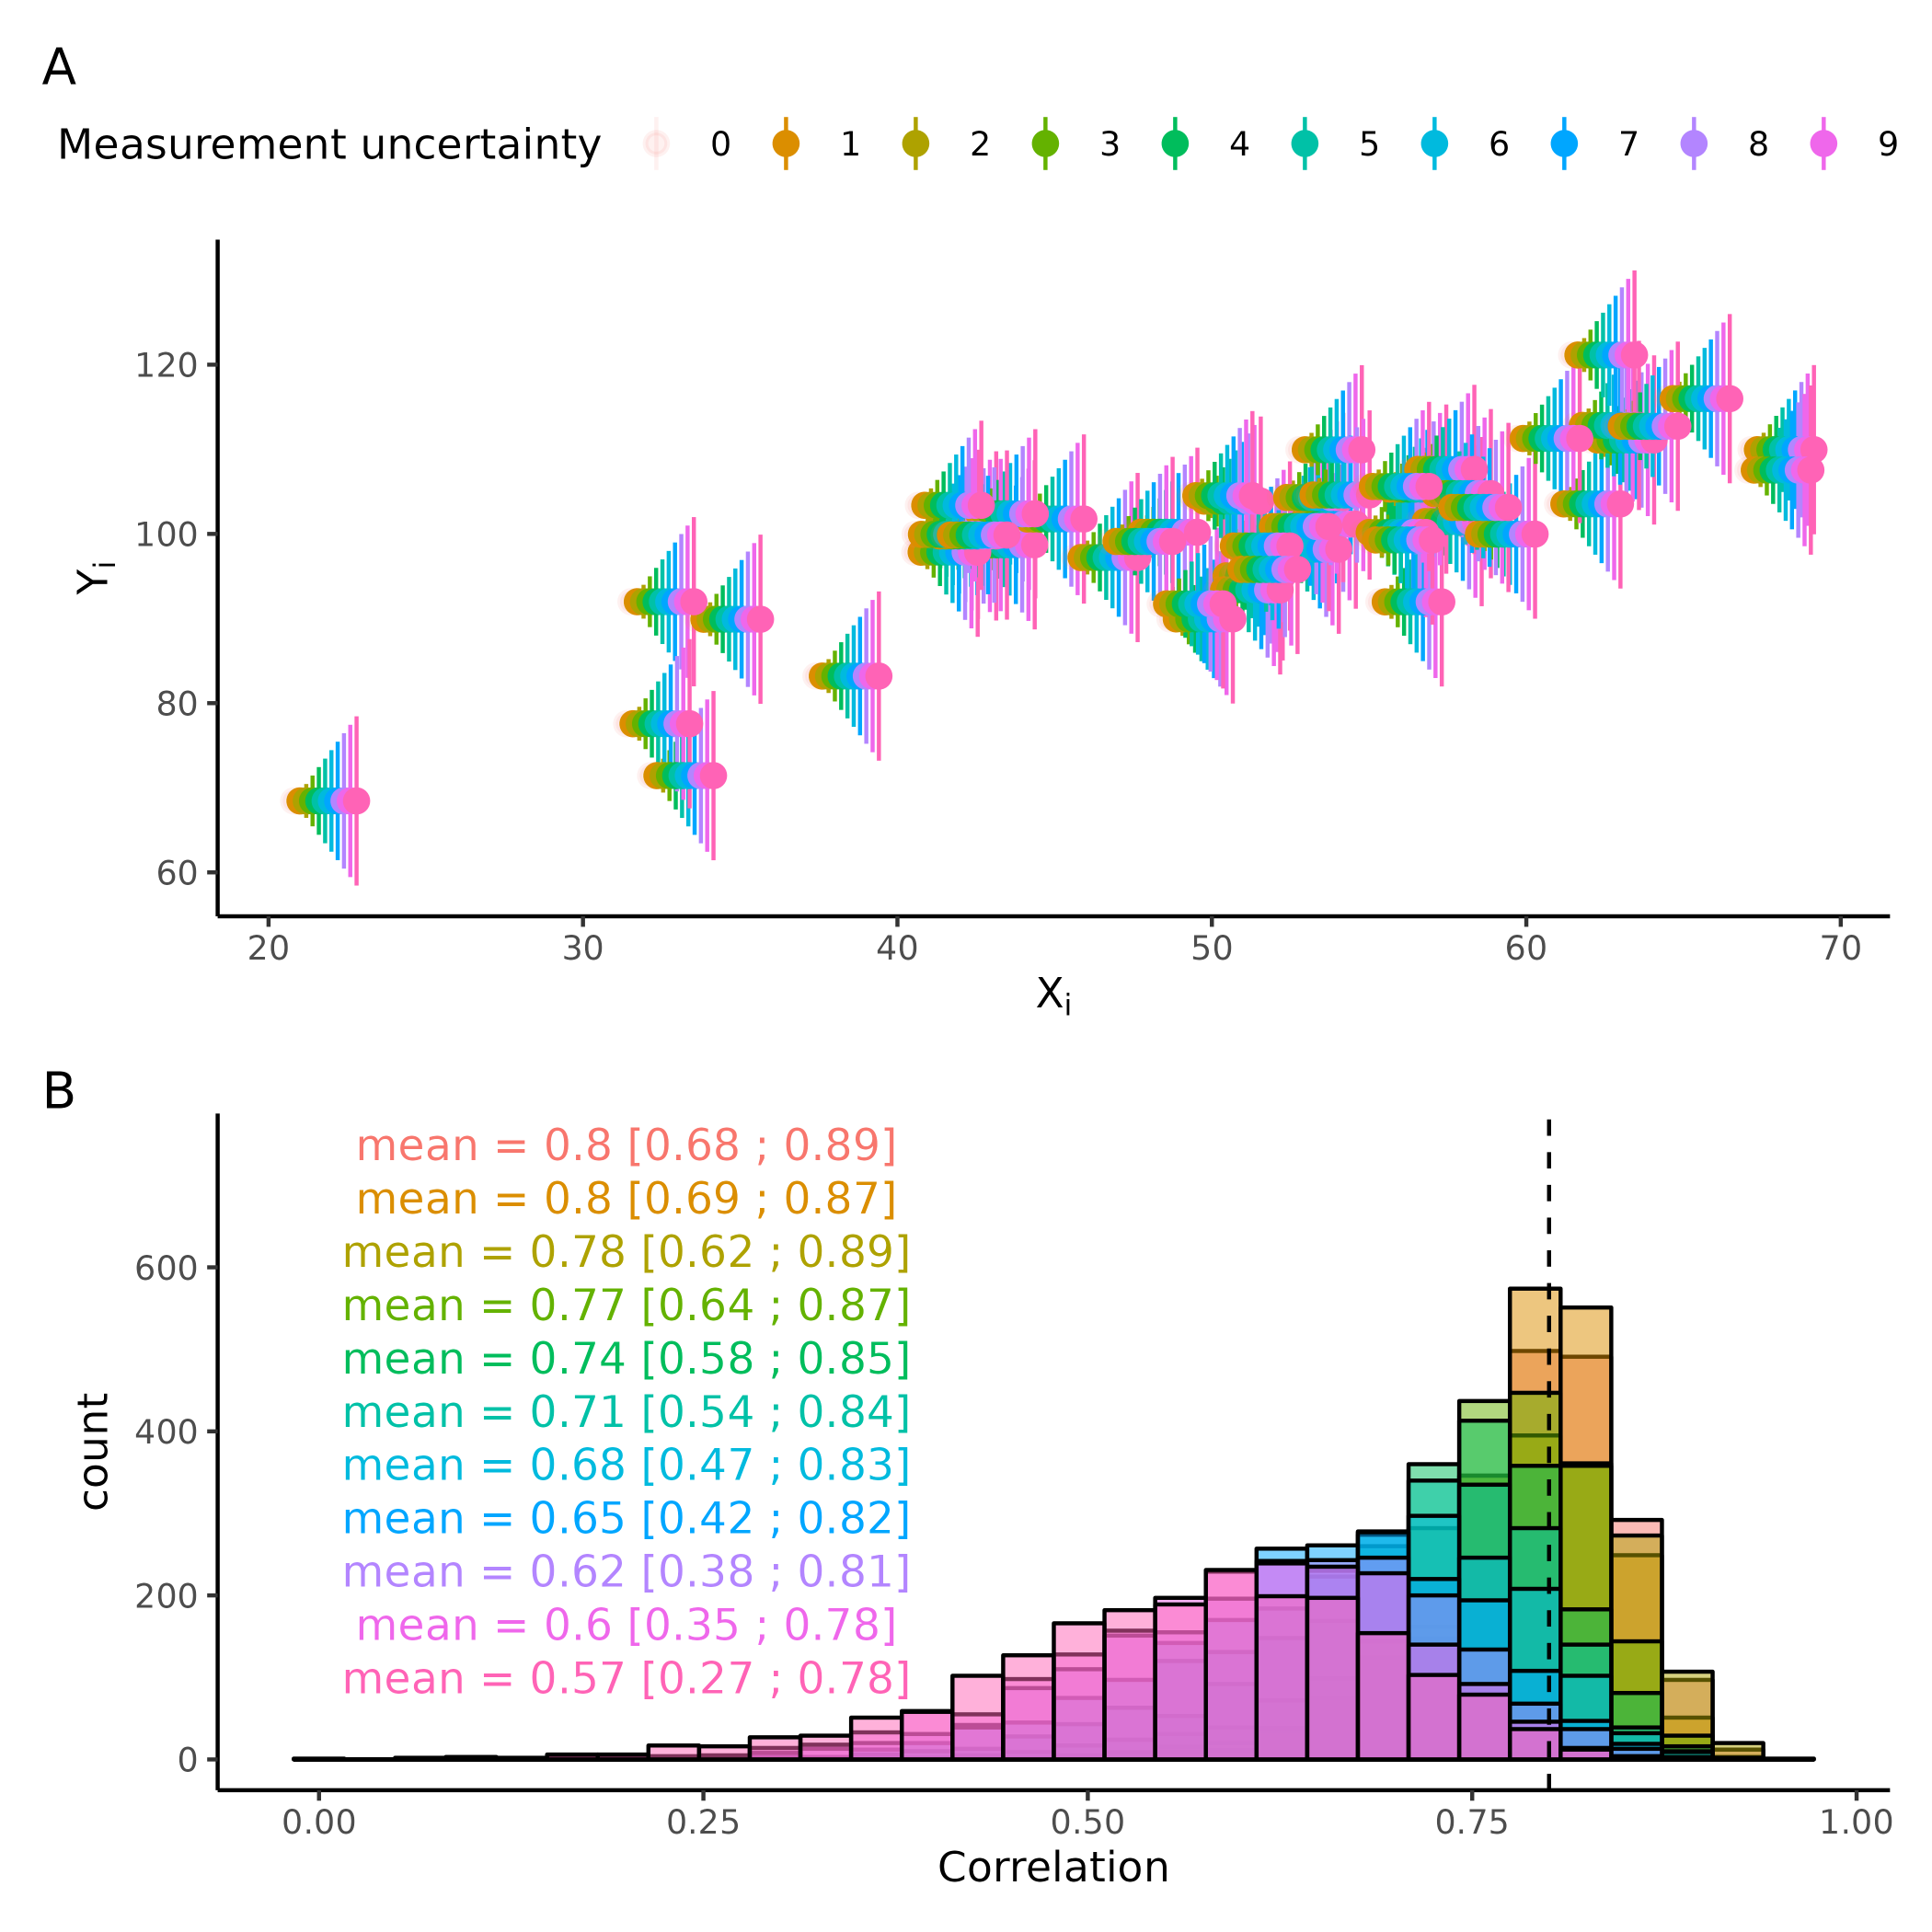 A
Measurement uncertainty 0 1 2 3 4 5 6 7 8 9
120
100
80
60
Yi
20 30 40 50 60 70
Xi
B
mean = 0.8 [0.68 ; 0.89]
mean = 0.8 [0.69 ; 0.87]
mean = 0.78 [0.62 ; 0.89]
mean = 0.77 [0.64 ; 0.87]
mean = 0.74 [0.58 ; 0.85]
mean = 0.71 [0.54 ; 0.84]
mean = 0.68 [0.47 ; 0.83]
mean = 0.65 [0.42 ; 0.82]
mean = 0.62 [0.38 ; 0.81]
mean = 0.6 [0.35 ; 0.78]
mean = 0.57 [0.27 ; 0.78]
600
400
200
0
count
0.00 0.25 0.50 0.75 1.00
Correlation